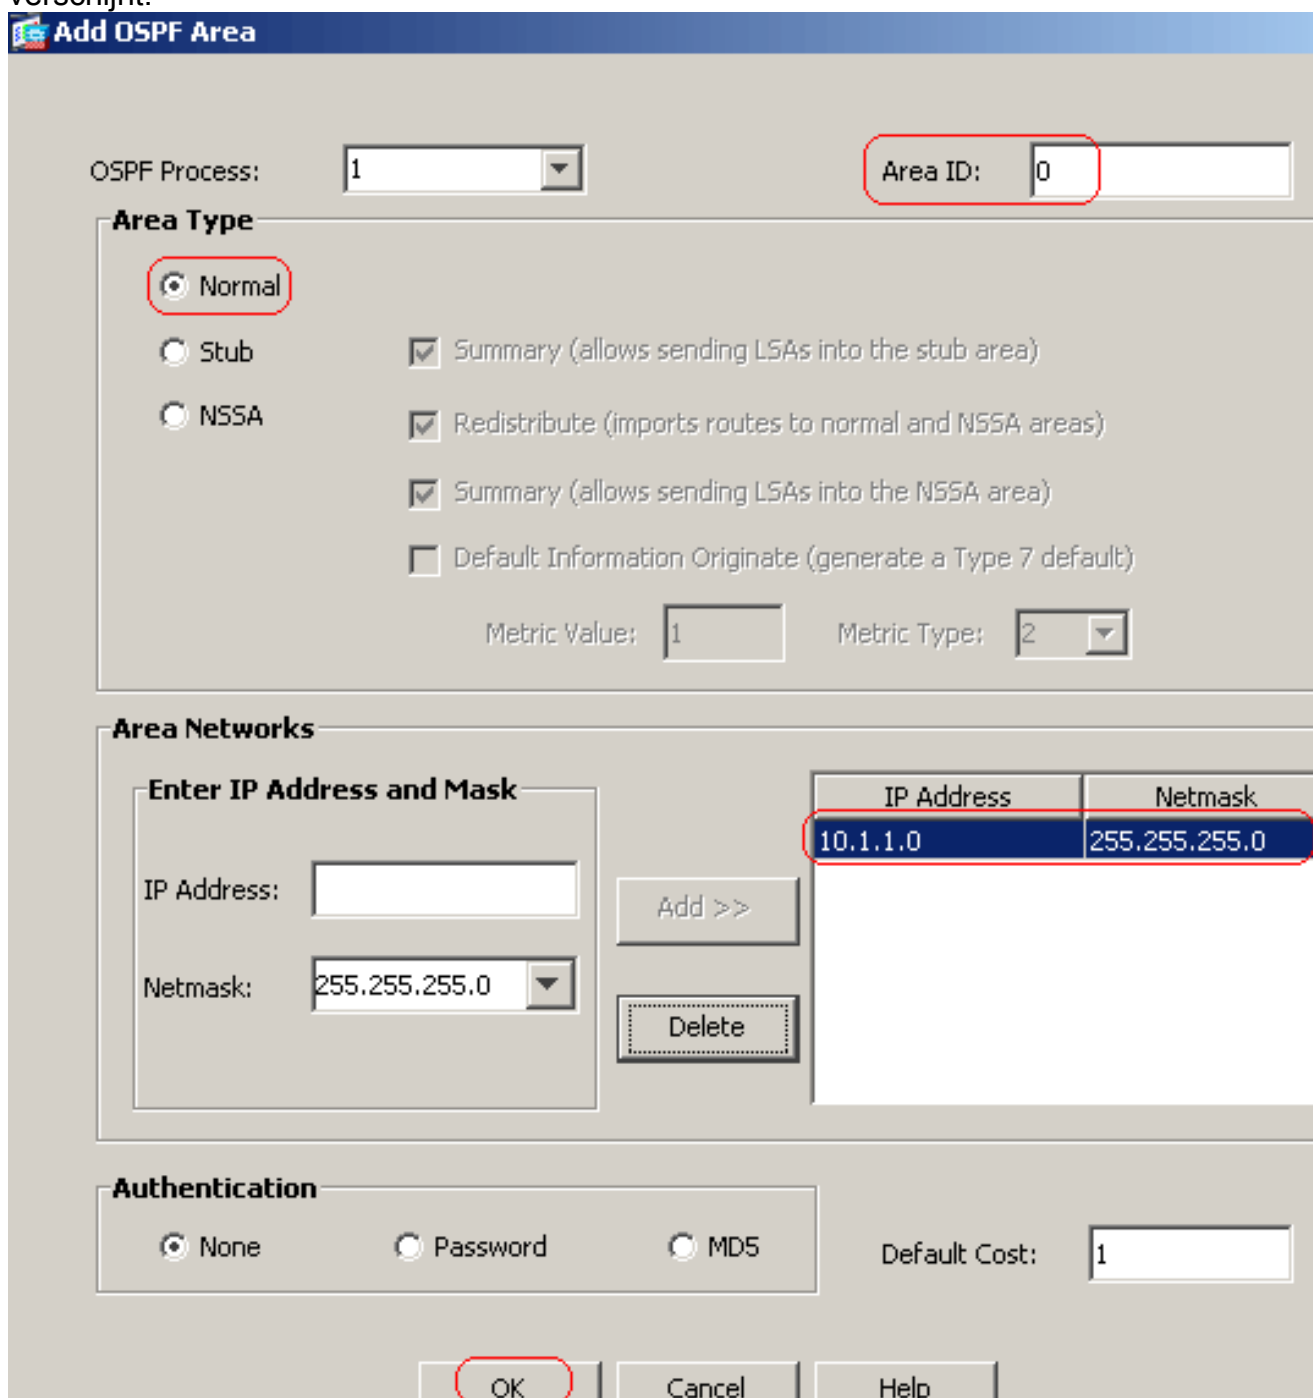 verschijnt.
Add OSPF Area
OSPF Process: 1 Area ID: 0
Area Type
Normal
Stub Summary (allows sending LSAs into the stub area)
NSSA Redistribute (imports routes to normal and NSSA areas)
Summary (allows sending LSAs into the NSSA area)
Default Information Originate (generate a Type 7 default)
Metric Value: 1 Metric Type: 2
Area Networks
Enter IP Address and Mask
IP Address Netmask
10.1.1.0 255.255.255.0
IP Address:
Add >>
Netmask: 255.255.255.0
Delete
Authentication
None Password MD5 Default Cost: 1
OK Cancel Help